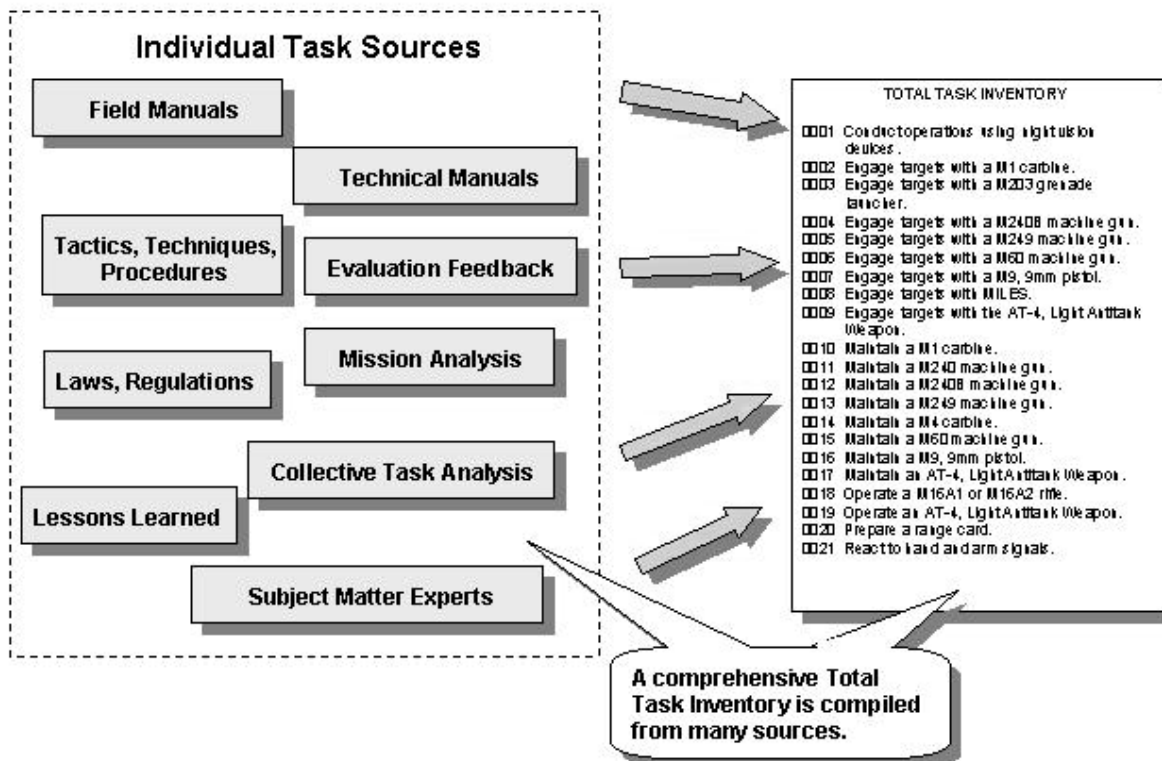 Individual Task Sources
Field Manuals
Technical Manuals
Tactics, Techniques,
Procedures
Evaluation Feedback
Mission Analysis
Laws, Regulations
Collective Task Analysis
Lessons Learned
Subject Matter Experts
TOTAL TASK INVENTORY
0001 Conduct operations using night vision
devices.
0002 Engage targets with a M1 carbine.
0003 Engage targets with a M203 grenade
launcher.
0004 Engage targets with a M240B machine gun.
0005 Engage targets with a M249 machine gun.
0006 Engage targets with a M60 machine gun.
0007 Engage targets with a M9, 9mm pistol.
0008 Engage targets with MILES.
0009 Engage targets with the AT-4, Light Antitank
Weapon.
0010 Maintain a M1 carbine.
0011 Maintain a M240 machine gun.
0012 Maintain a M240B machine gun.
0013 Maintain a M249 machine gun.
0014 Maintain a M4 carbine.
0015 Maintain a M60 machine gun.
0016 Maintain a M9, 9mm pistol.
0017 Maintain an AT-4, Light Antitank Weapon.
0018 Operate a M16A1 or M16A2 rifle.
0019 Operate an AT-4, Light Antitank Weapon.
0020 Prepare a range card.
0021 React to hand and arm signals.
A comprehensive Total
Task Inventory is compiled
from many sources.